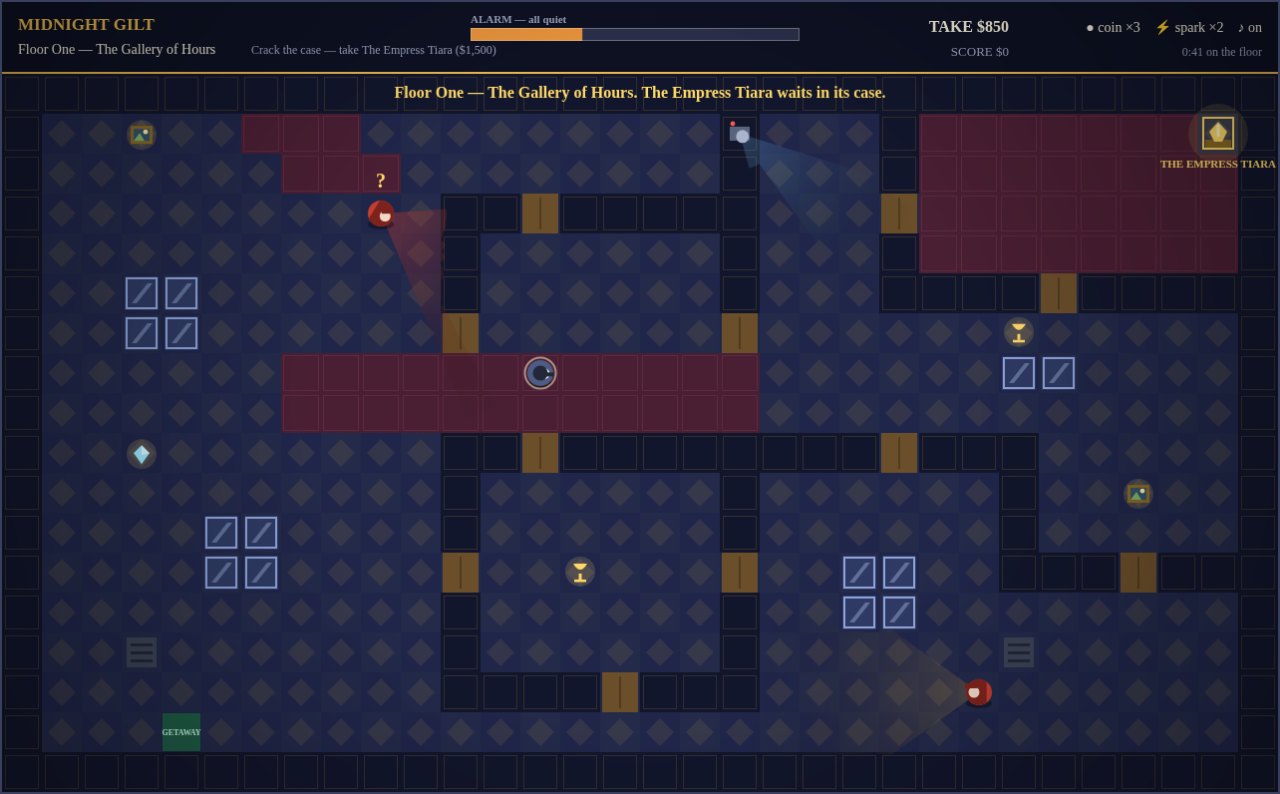 MIDNIGHT GILT
Floor One — The Gallery of Hours
Crack the case — take The Empress Tiara ($1,500)
ALARM — all quiet
TAKE $850
SCORE $0
● coin ×3 ⚡ spark ×2 ♪ on
0:41 on the floor
Floor One — The Gallery of Hours. The Empress Tiara waits in its case.
THE EMPRESS TIARA
?
GETAWAY